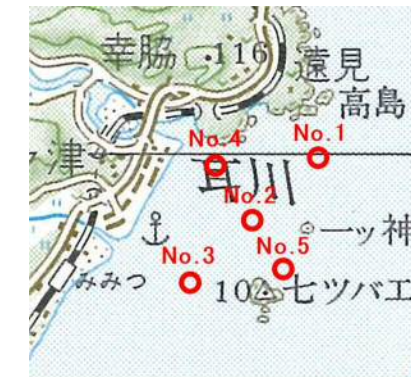 幸脇 ・116 遠見
高島
No.4 No.1
津 耳川
No.2
一ッ神
No.3 No.5
みみつ 10 七ツバエ